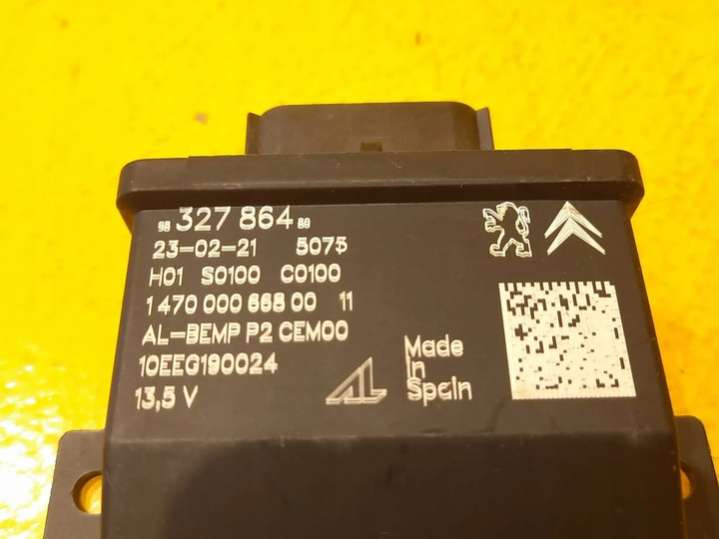 98 327 864 80
23-02-21 5075
H01 S0100 C0100
1 470 000 668 00 11
AL-BEMP P2 CEM00
10EEG190024
13,5 V
AL
Made
In
Spain